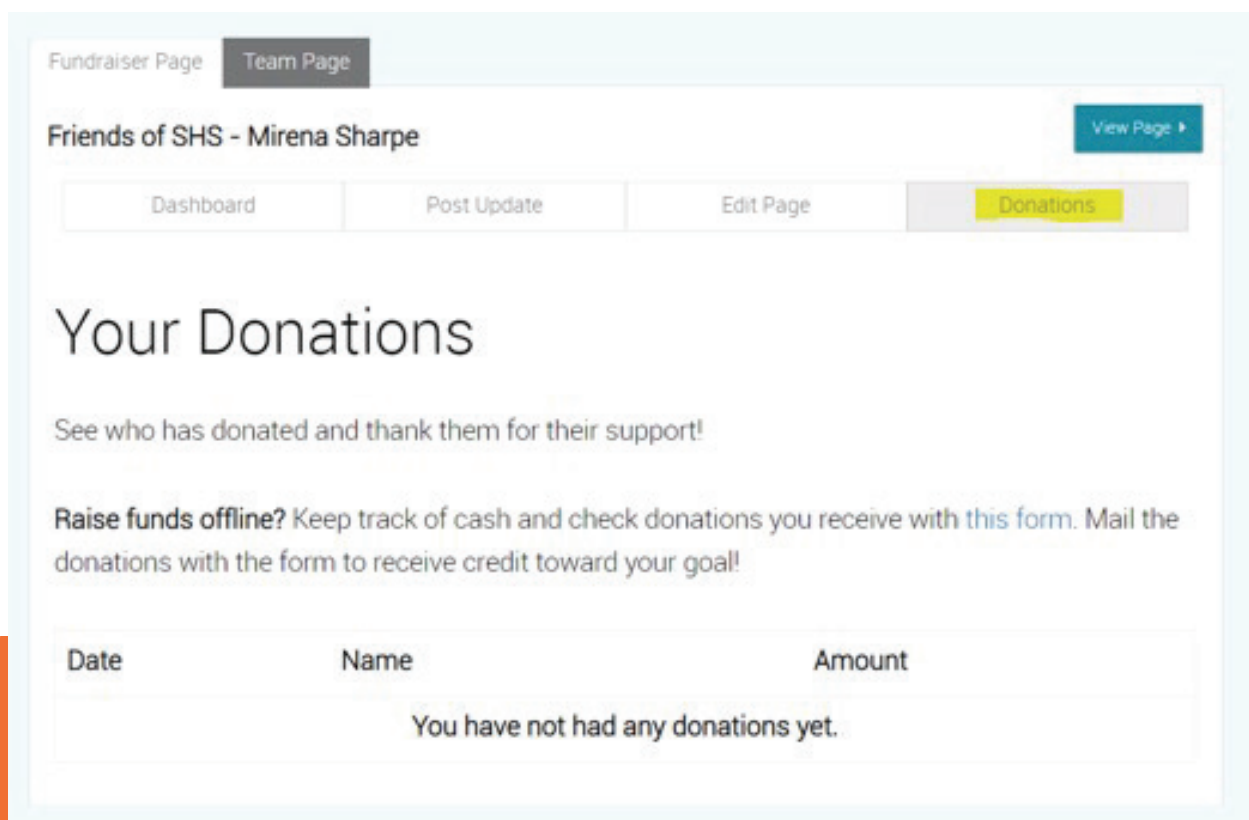 Fundraiser Page Team Page
Friends of SHS - Mirena Sharpe View Page
Dashboard Post Update Edit Page Donations
Your Donations
See who has donated and thank them for their support!
Raise funds offline? Keep track of cash and check donations you receive with this form. Mail the
donations with the form to receive credit toward your goal!
Date Name Amount
You have not had any donations yet.